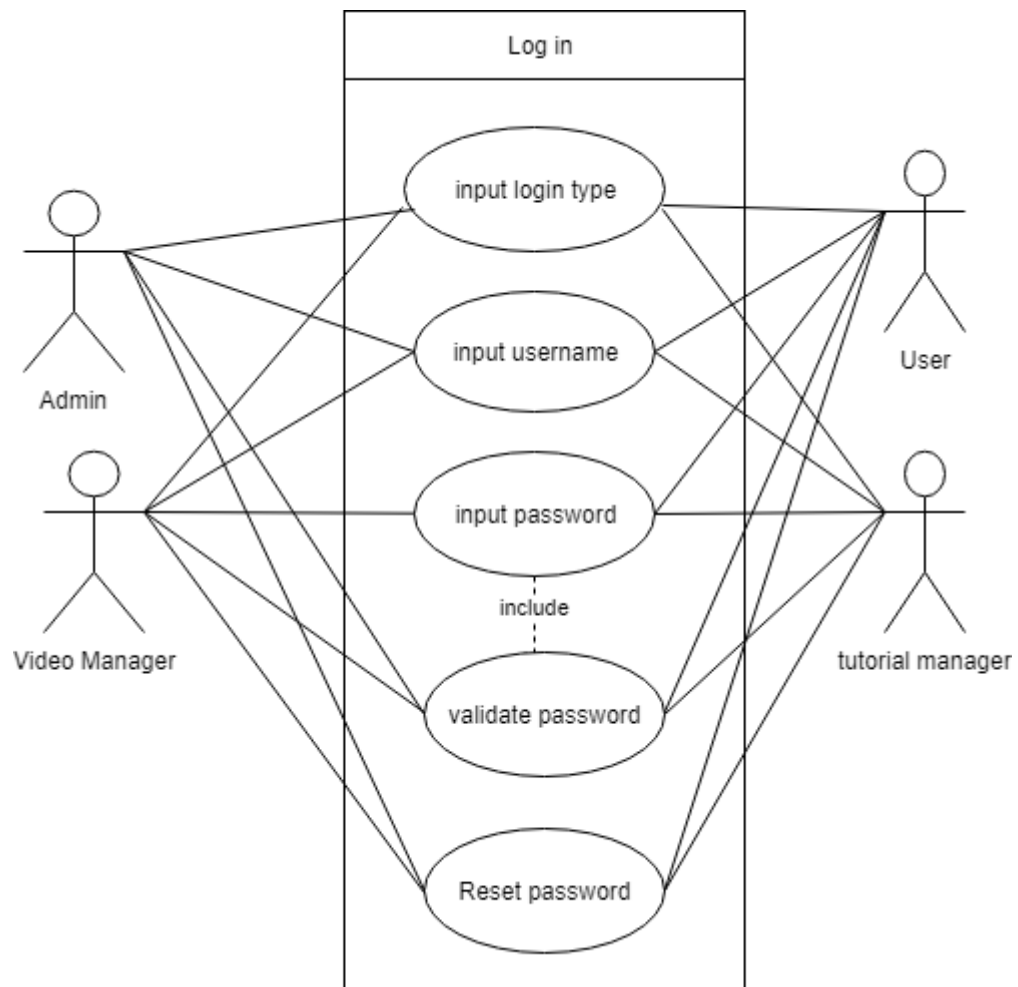 Log in
input login type
input username
User
Admin
input password
include
Video Manager
tutorial manager
validate password
Reset password